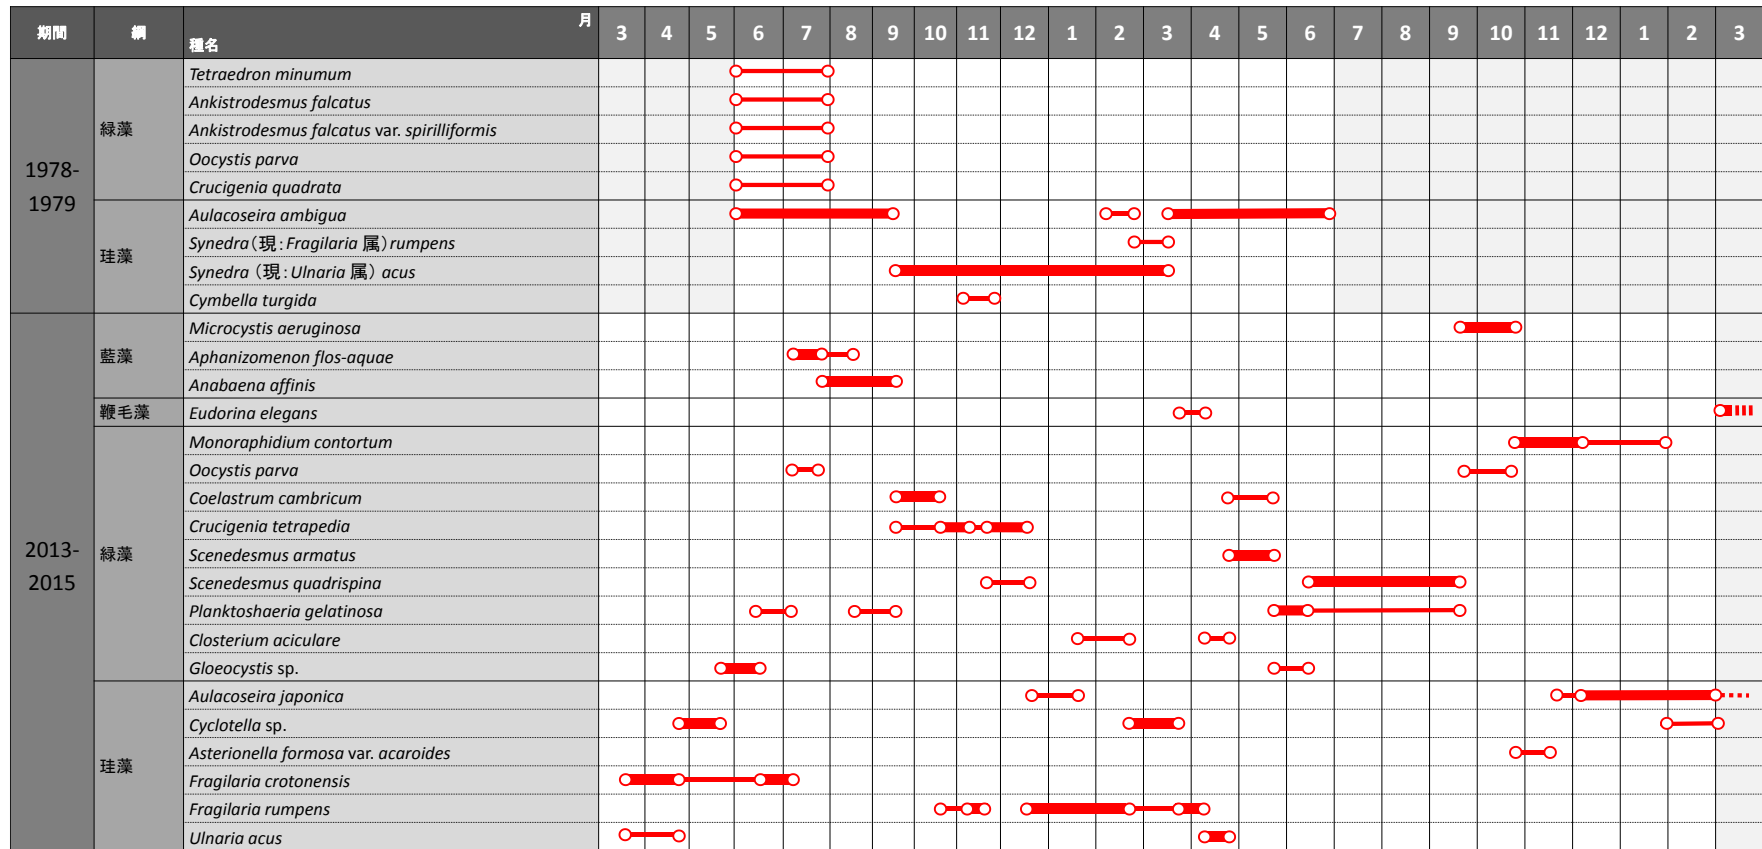 期間 綱 月 種名 3 4 5 6 7 8 9 10 11 12 1 2 3 4 5 6 7 8 9 10 11 12 1 2 3
1978-1979
緑藻
Tetraedron minumum
Ankistrodesmus falcatus
Ankistrodesmus falcatus var. spirilliformis
Oocystis parva
Crucigenia quadrata
珪藻
Aulacoseira ambigua
Synedra（現：Fragilaria 属）rumpens
Synedra （現：Ulnaria 属） acus
Cymbella turgida
2013-2015
藍藻
Microcystis aeruginosa
Aphanizomenon flos-aquae
Anabaena affinis
鞭毛藻
Eudorina elegans
緑藻
Monoraphidium contortum
Oocystis parva
Coelastrum cambricum
Crucigenia tetrapedia
Scenedesmus armatus
Scenedesmus quadrispina
Planktoshaeria gelatinosa
Closterium aciculare
Gloeocystis sp.
珪藻
Aulacoseira japonica
Cyclotella sp.
Asterionella formosa var. acaroides
Fragilaria crotonensis
Fragilaria rumpens
Ulnaria acus